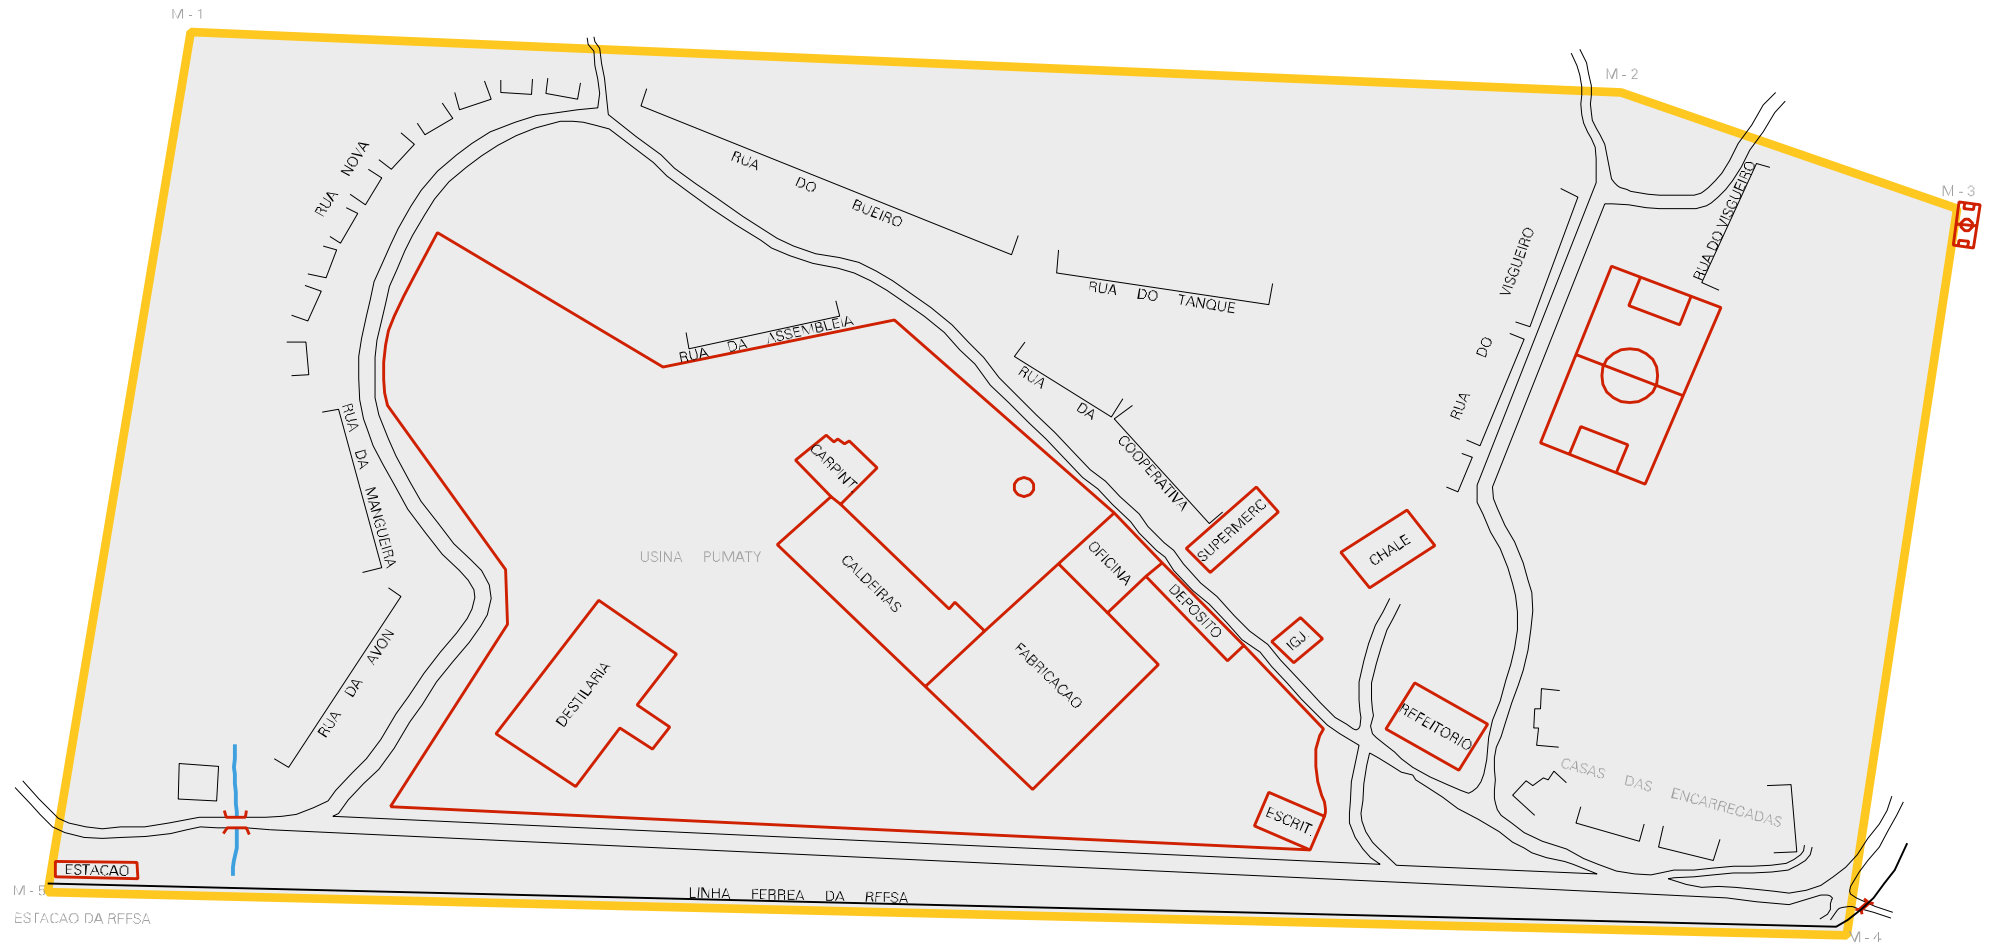 M - 1
M - 2
M - 3
RUA NOVA
RUA DO BUEIRO
RUA DO TANQUE
RUA DO VISGUEIRO
RUA DO VISGUEIRO
RUA DA ASSEMBLEIA
RUA DA COOPERATIVA
RUA DA MANGUEIRA
CARPINT
SUPERMERC
CHALE
USINA PUMATY
CALDEIRAS
OFICINA
DEPOSITO
IGJ.
RUA DA AVON
DESTILARIA
FABRICACAO
REFEITORIO
CASAS DAS ENCARREGADAS
ESCRIT.
ESTACAO
M - 5
LINHA FERREA DA RFFSA
ESTACAO DA RFFSA
M - 4